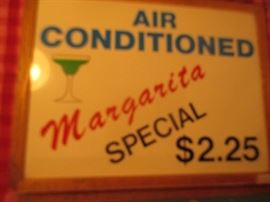 AIR
CONDITIONED
Margarita
SPECIAL
$2.25